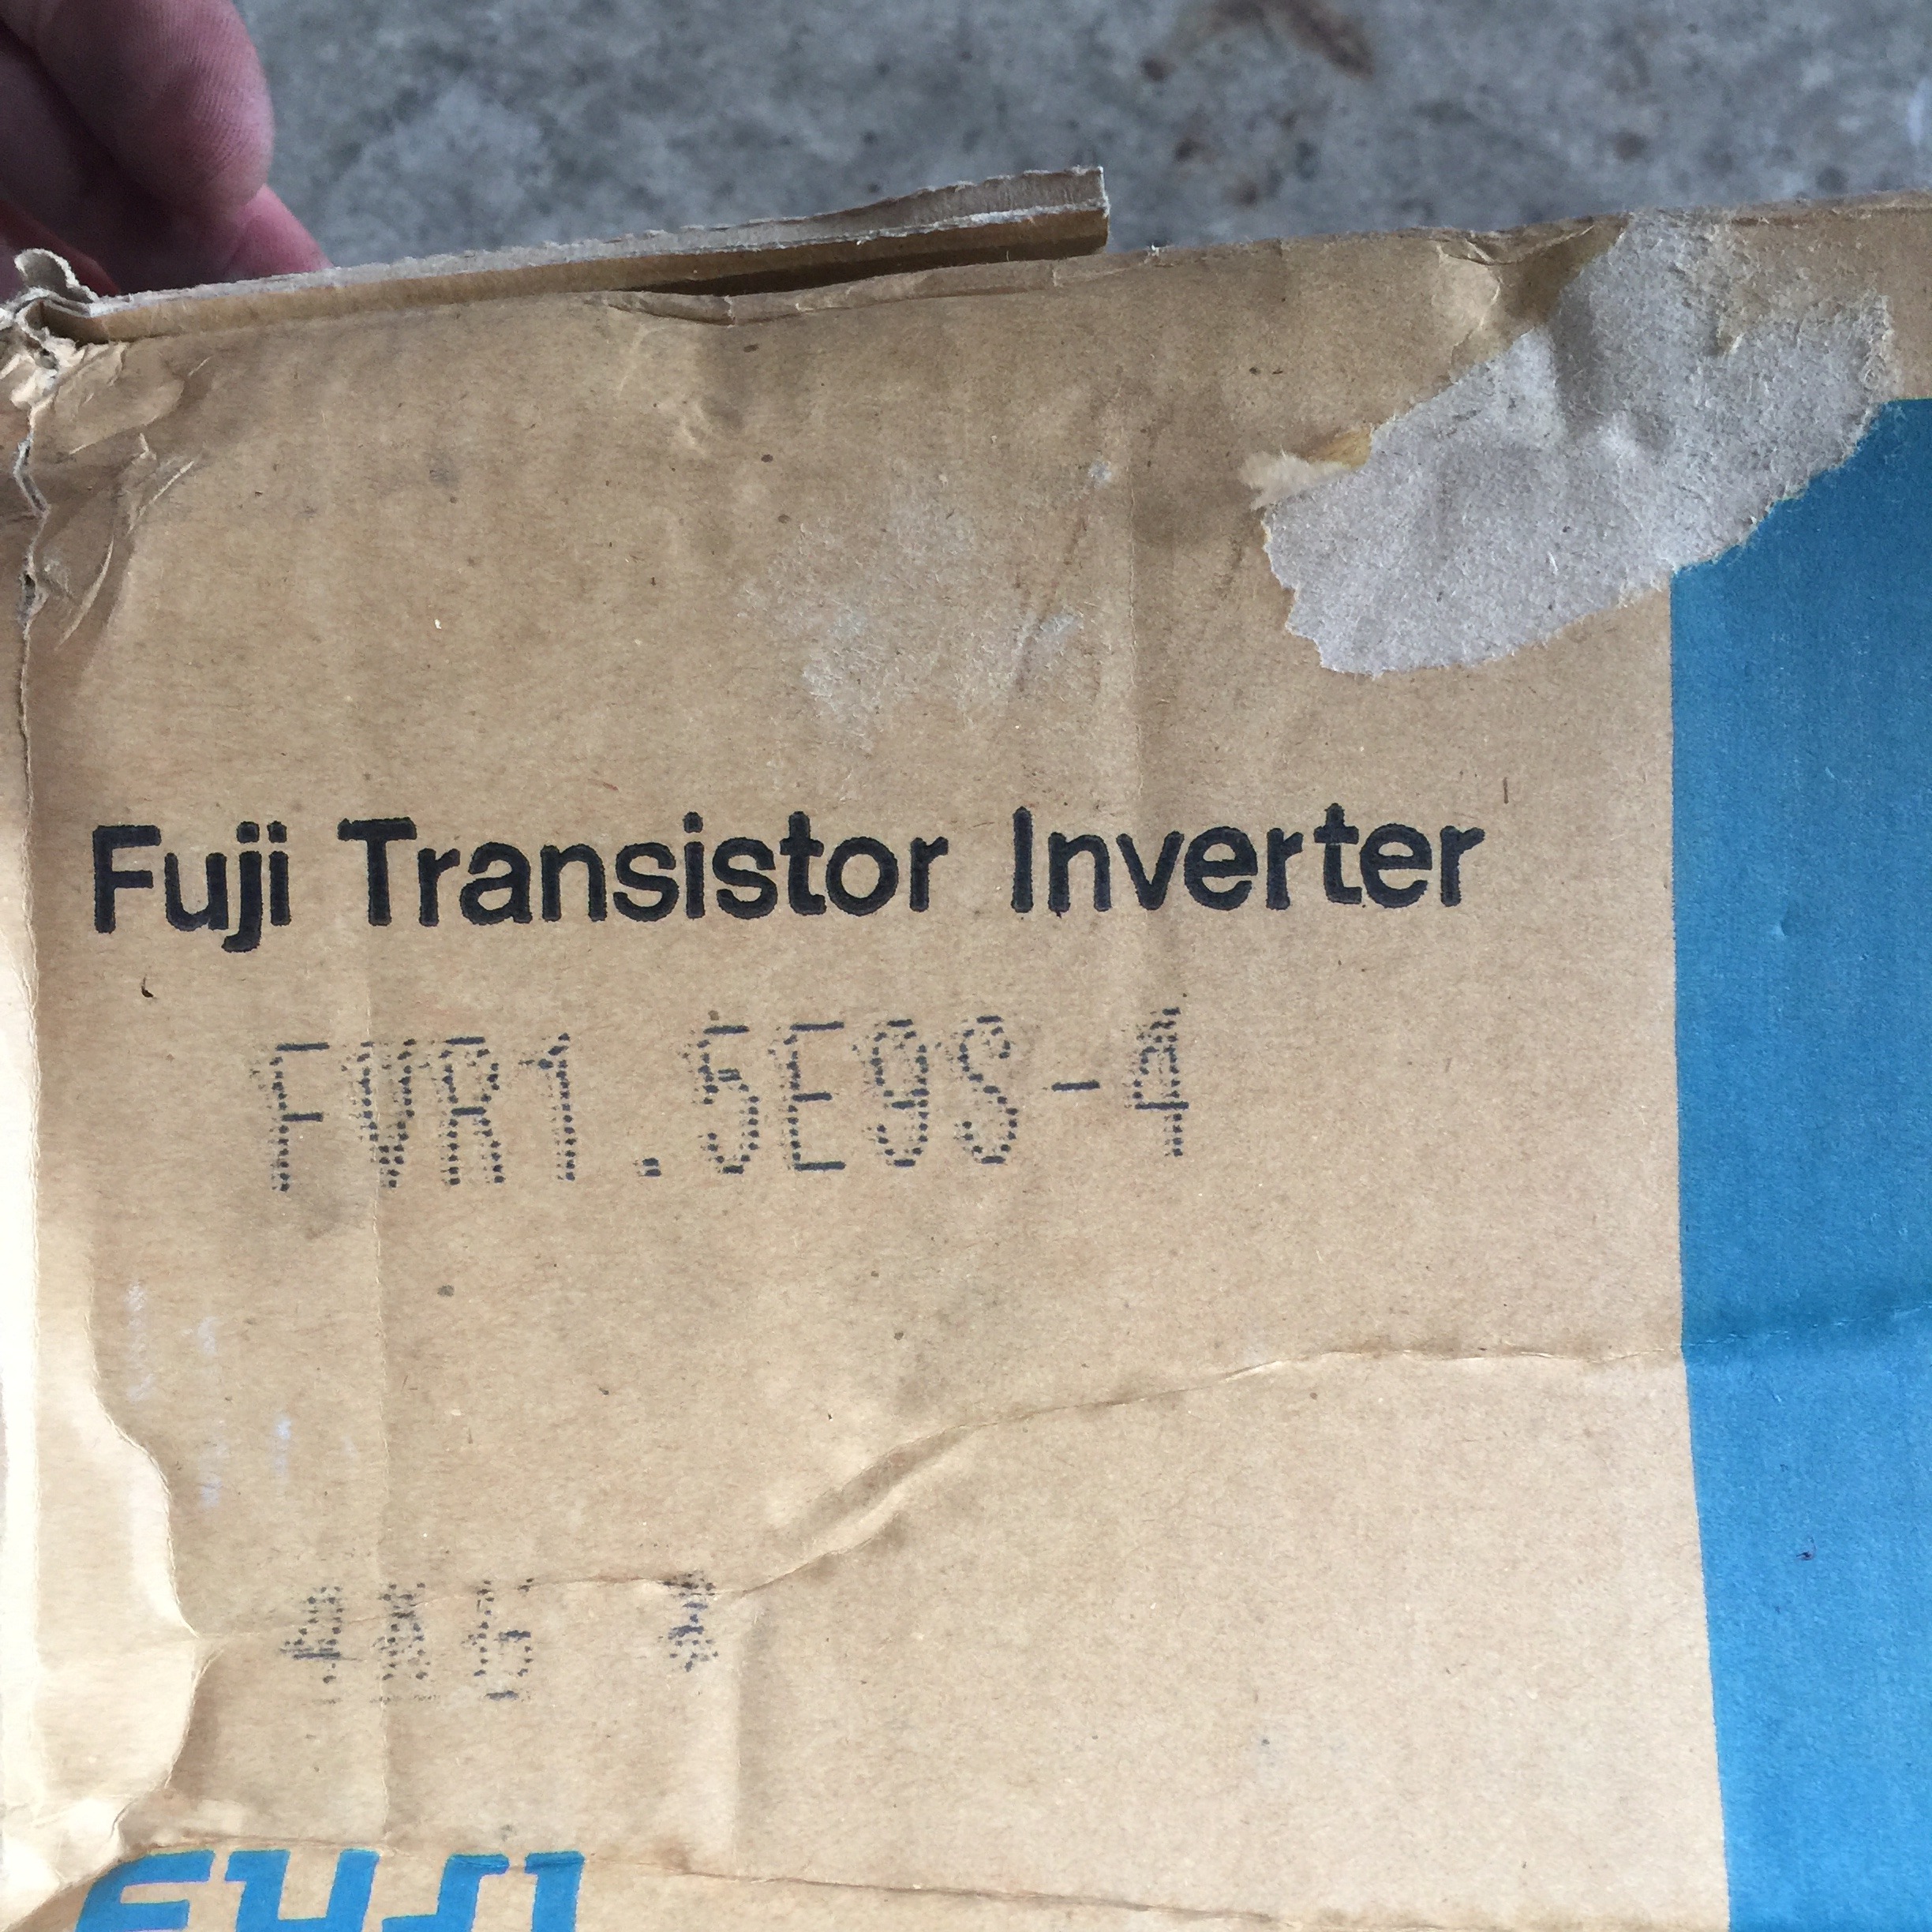 Fuji Transistor Inverter
FVR1.5E9S-4
FUJI